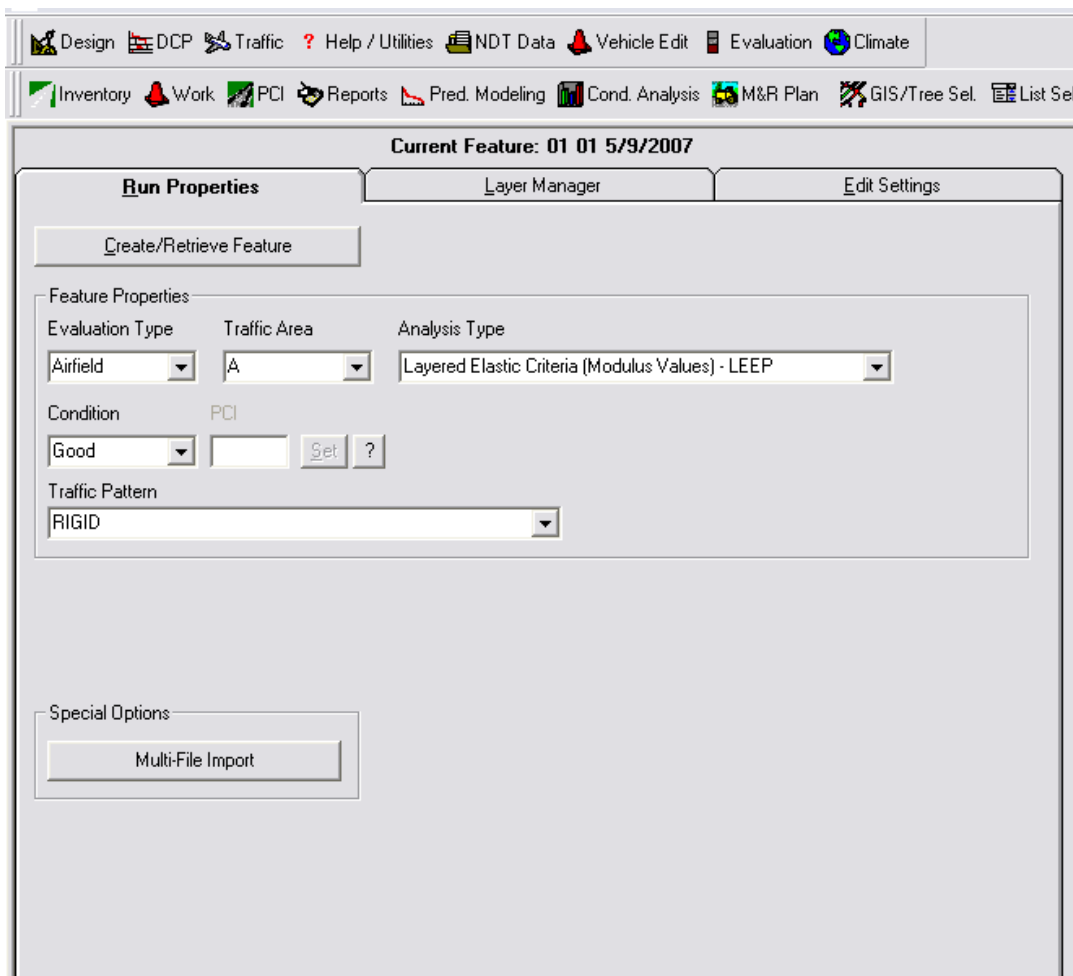 Design DCP Traffic ? Help / Utilities NDT Data Vehicle Edit Evaluation Climate
Inventory Work PCI Reports Pred. Modeling Cond. Analysis M&R Plan GIS/Tree Sel. List Sel
Current Feature: 01 01 5/9/2007
Run Properties Layer Manager Edit Settings
Create/Retrieve Feature
Feature Properties
Evaluation Type Traffic Area Analysis Type
Airfield A Layered Elastic Criteria (Modulus Values) - LEEP
Condition PCI
Good Set ?
Traffic Pattern
RIGID
Special Options
Multi-File Import